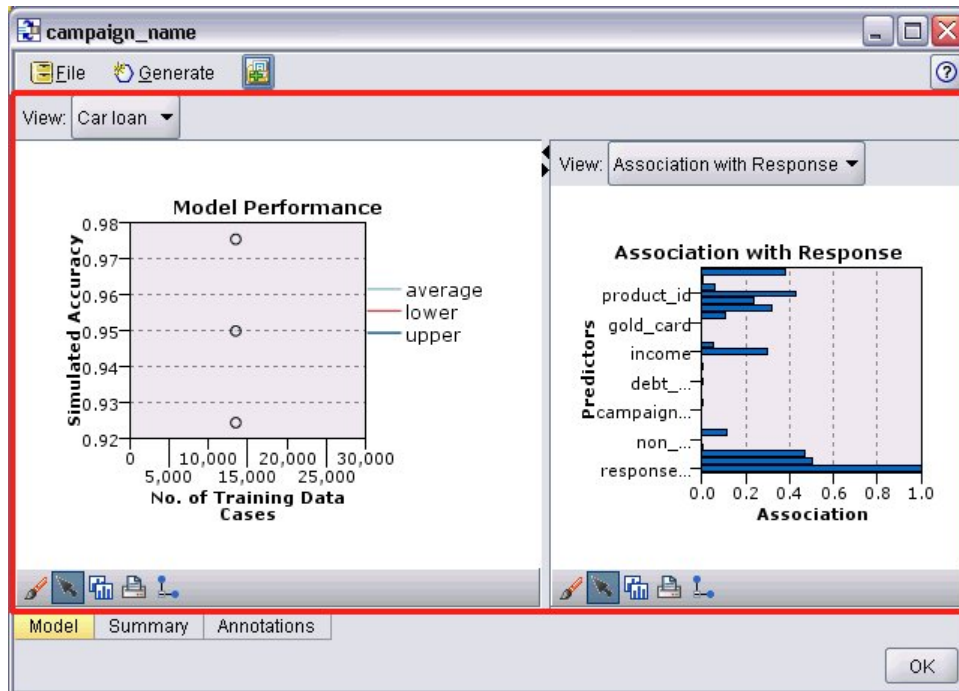 campaign_name
File Generate
View: Car loan
View: Association with Response
Model Performance
Simulated Accuracy
0.98
0.97
0.96
0.95
0.94
0.93
0.92
0 10,000 20,000 30,000
5,000 15,000 25,000
No. of Training Data
Cases
average
lower
upper
Association with Response
Predictors
product_id
gold_card
income
debt_...
campaign...
non_...
response...
0.0 0.2 0.4 0.6 0.8 1.0
Association
Model Summary Annotations
OK